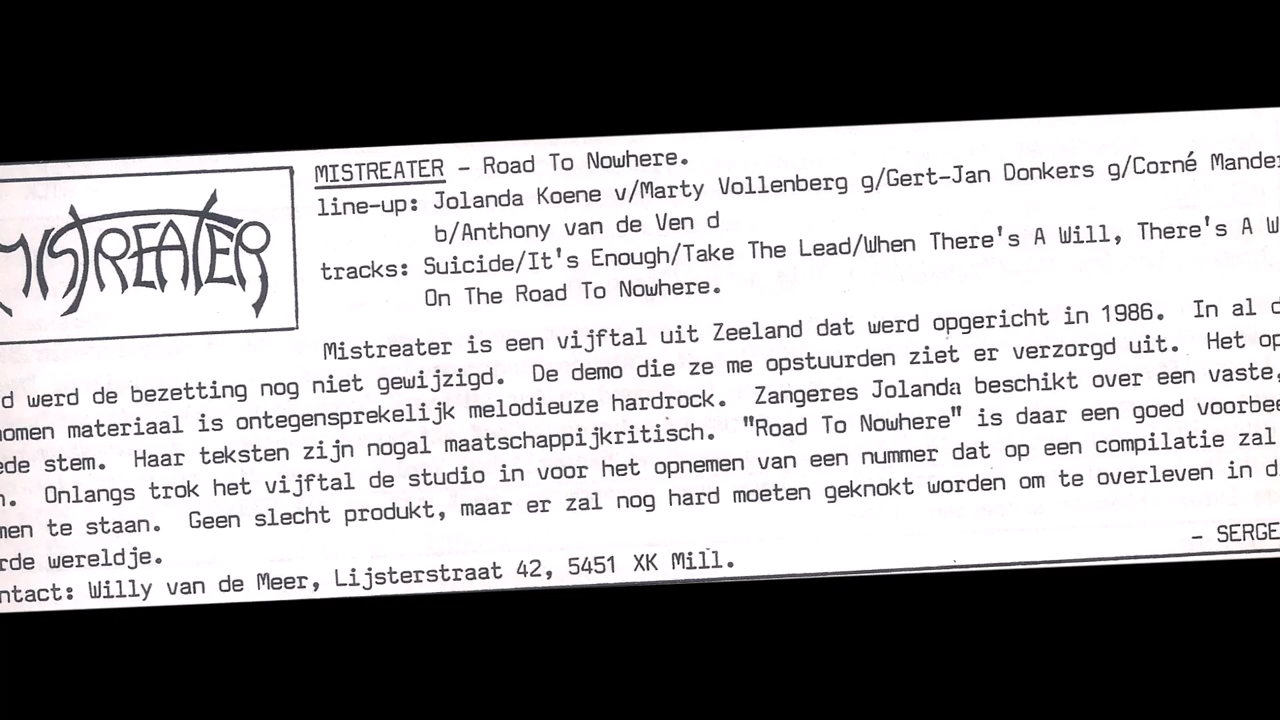 MISTREATER
MISTREATER - Road To Nowhere.
line-up: Jolanda Koene v/Marty Vollenberg g/Gert-Jan Donkers g/Corné Mander
b/Anthony van de Ven d
tracks: Suicide/It's Enough/Take The Lead/When There's A Will, There's A W
On The Road To Nowhere.
Mistreater is een vijftal uit Zeeland dat werd opgericht in 1986. In al d
d werd de bezetting nog niet gewijzigd. De demo die ze me opstuurden ziet er verzorgd uit. Het op
nomen materiaal is ontegensprekelijk melodieuze hardrock. Zangeres Jolanda beschikt over een vaste,
ede stem. Haar teksten zijn nogal maatschappijkritisch. "Road To Nowhere" is daar een goed voorbee
n. Onlangs trok het vijftal de studio in voor het opnemen van een nummer dat op een compilatie zal
men te staan. Geen slecht produkt, maar er zal nog hard moeten geknokt worden om te overleven in d
rde wereldje.
- SERGE
ntact: Willy van de Meer, Lijsterstraat 42, 5451 XK Mill.